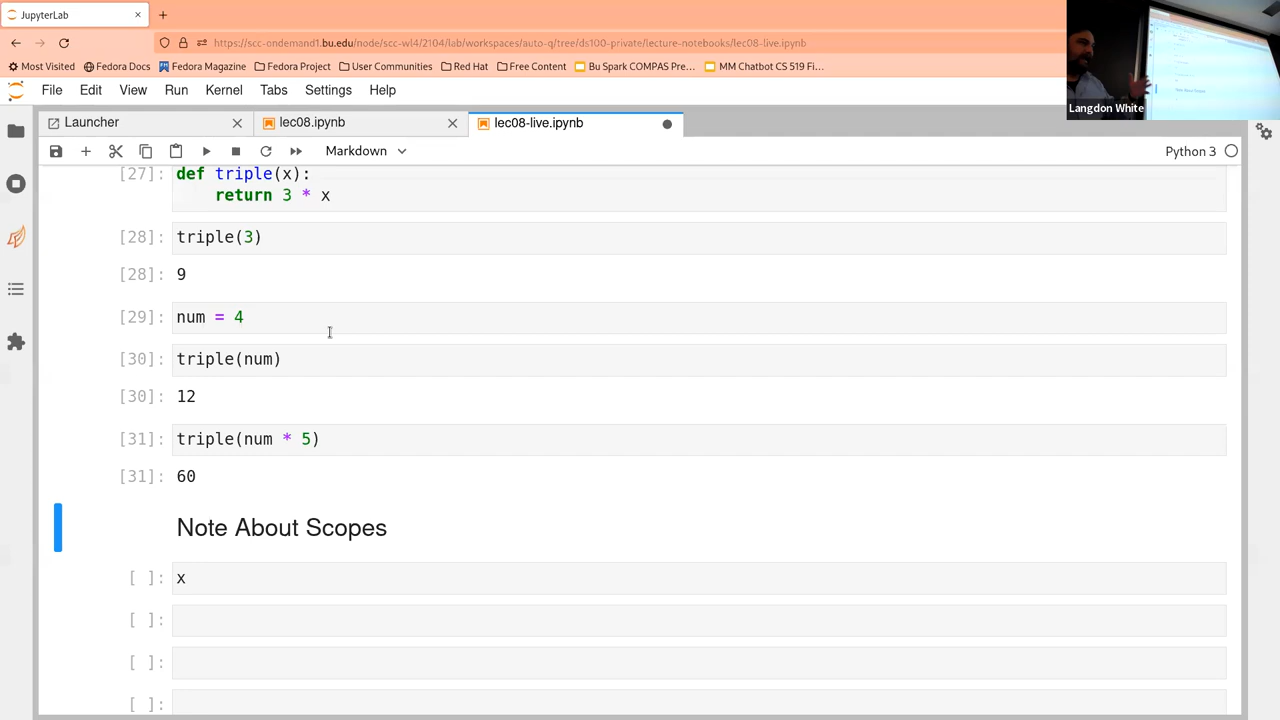 JupyterLab
https://scc-ondemand1.bu.edu/node/scc-wl4/2104/lab/workspaces/auto-q/tree/ds100-private/lecture-notebooks/lec08-live.ipynb
Most Visited Fedora Docs Fedora Magazine Fedora Project User Communities Red Hat Free Content Bu Spark COMPAS Pre… MM Chatbot CS 519 Fi…
Langdon White
File Edit View Run Kernel Tabs Settings Help
Launcher lec08.ipynb lec08-live.ipynb
Markdown Python 3
[27]: def triple(x):
return 3 * x
[28]: triple(3)
[28]: 9
[29]: num = 4
[30]: triple(num)
[30]: 12
[31]: triple(num * 5)
[31]: 60
Note About Scopes
[ ]: x
[ ]:
[ ]:
[ ]: